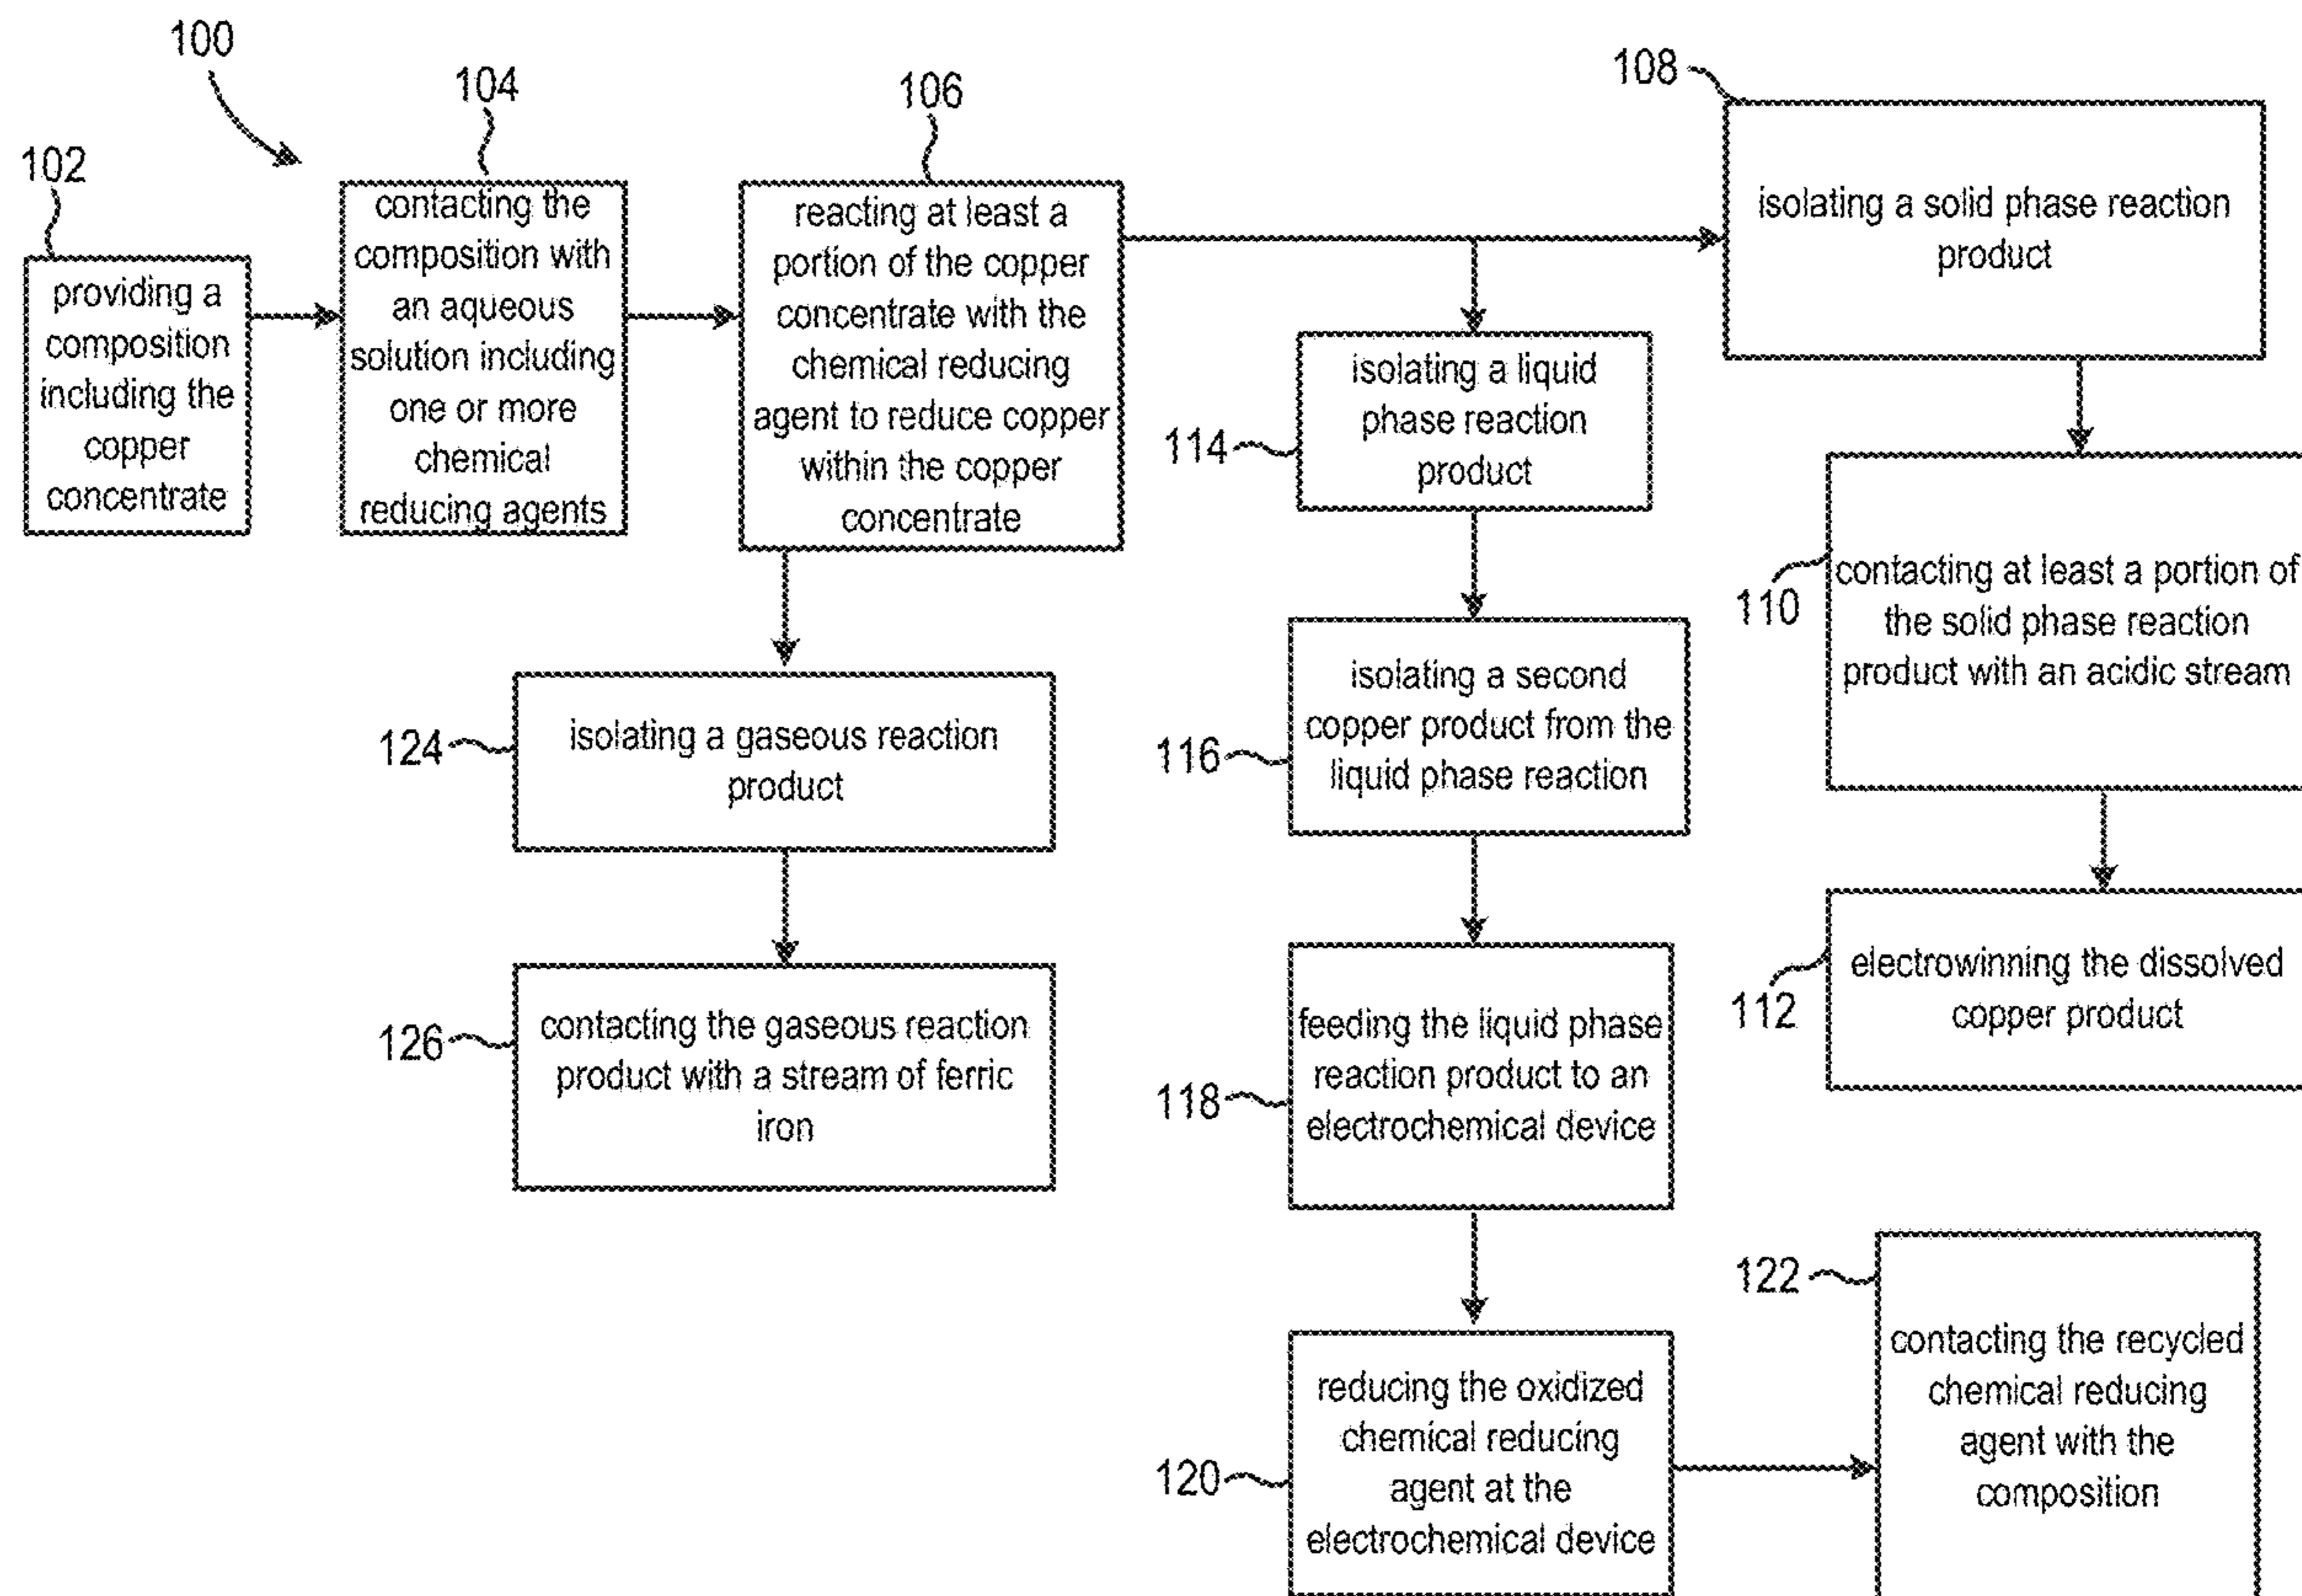 100
102
providing a
composition
including the
copper
concentrate
104
contacting the
composition with
an aqueous
solution including
one or more
chemical
reducing agents
106
reacting at least a
portion of the copper
concentrate with the
chemical reducing
agent to reduce copper
within the copper
concentrate
108
isolating a solid phase reaction
product
110
contacting at least a portion of
the solid phase reaction
product with an acidic stream
112
electrowinning the dissolved
copper product
114
isolating a liquid
phase reaction
product
116
isolating a second
copper product from the
liquid phase reaction
118
feeding the liquid phase
reaction product to an
electrochemical device
120
reducing the oxidized
chemical reducing
agent at the
electrochemical device
122
contacting the recycled
chemical reducing
agent with the
composition
124
isolating a gaseous reaction
product
126
contacting the gaseous reaction
product with a stream of ferric
iron